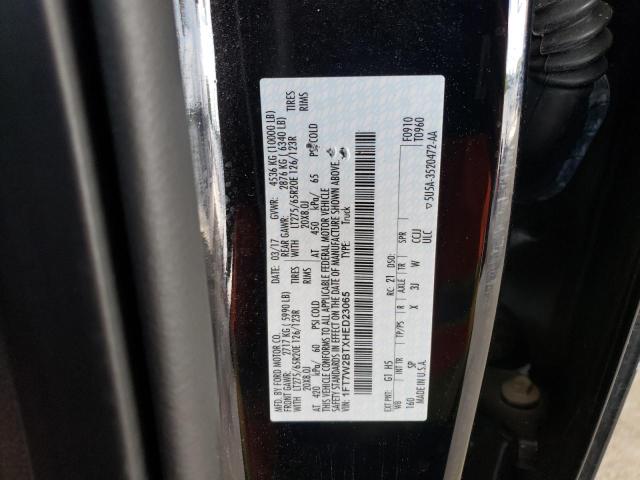 MFD. BY FORD MOTOR CO.
DATE: 03/17 GVWR: 4536 KG (10000 LB)
FRONT GAWR: 2717 KG ( 5990 LB) REAR GAWR: 2876 KG ( 6340 LB)
WITH LT275/65R20E 126/123R WITH LT275/65R20E 126/123R TIRES
20X8.0J 20X8.0J RIMS
AT 420 kPa/ 60 PSI COLD AT 450 kPa/ 65 PSI COLD
THIS VEHICLE CONFORMS TO ALL APPLICABLE FEDERAL MOTOR VEHICLE
SAFETY STANDARDS IN EFFECT ON THE DATE OF MANUFACTURE SHOWN ABOVE.
VIN: 1FT7W2BTXHED23065
TYPE: Truck
F0910
T0960
EXT PNT: G1 H5 RC: 21 DSO:
WB INT TR TP/PS R AXLE TR SPR
160 SP X 3J W CCJU
MADE IN U.S.A. ULC
▽ 5U5A-3520472-AA